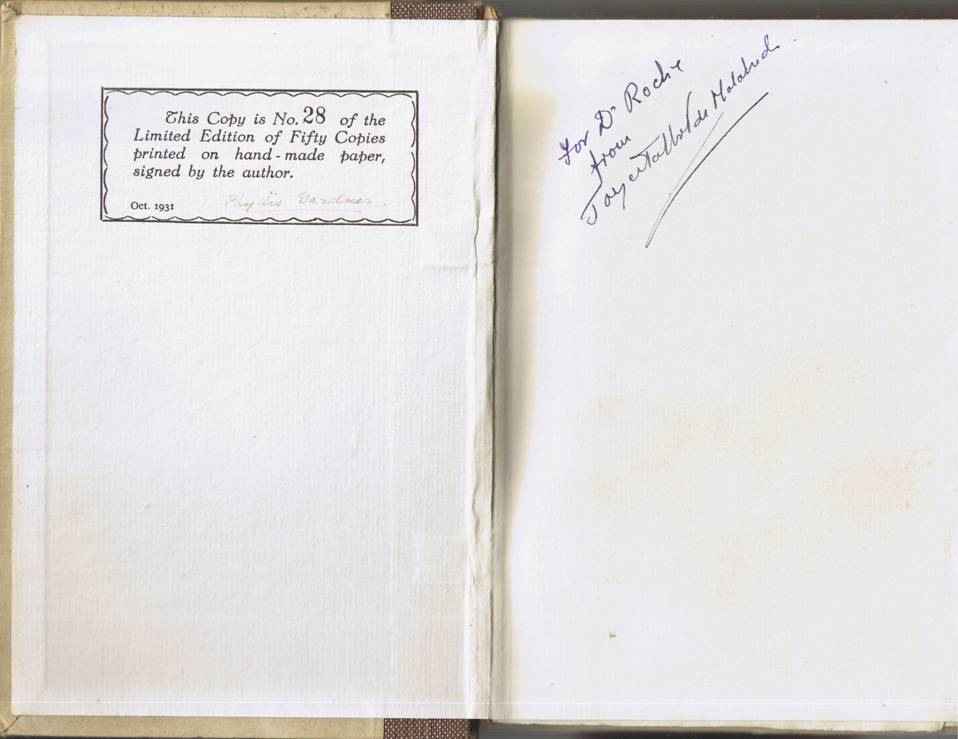 This Copy is No. 28 of the
Limited Edition of Fifty Copies
printed on hand-made paper,
signed by the author.
Oct. 1931 Phyllis Gardner.
For Dr Roche
from
Talbot de Malahide